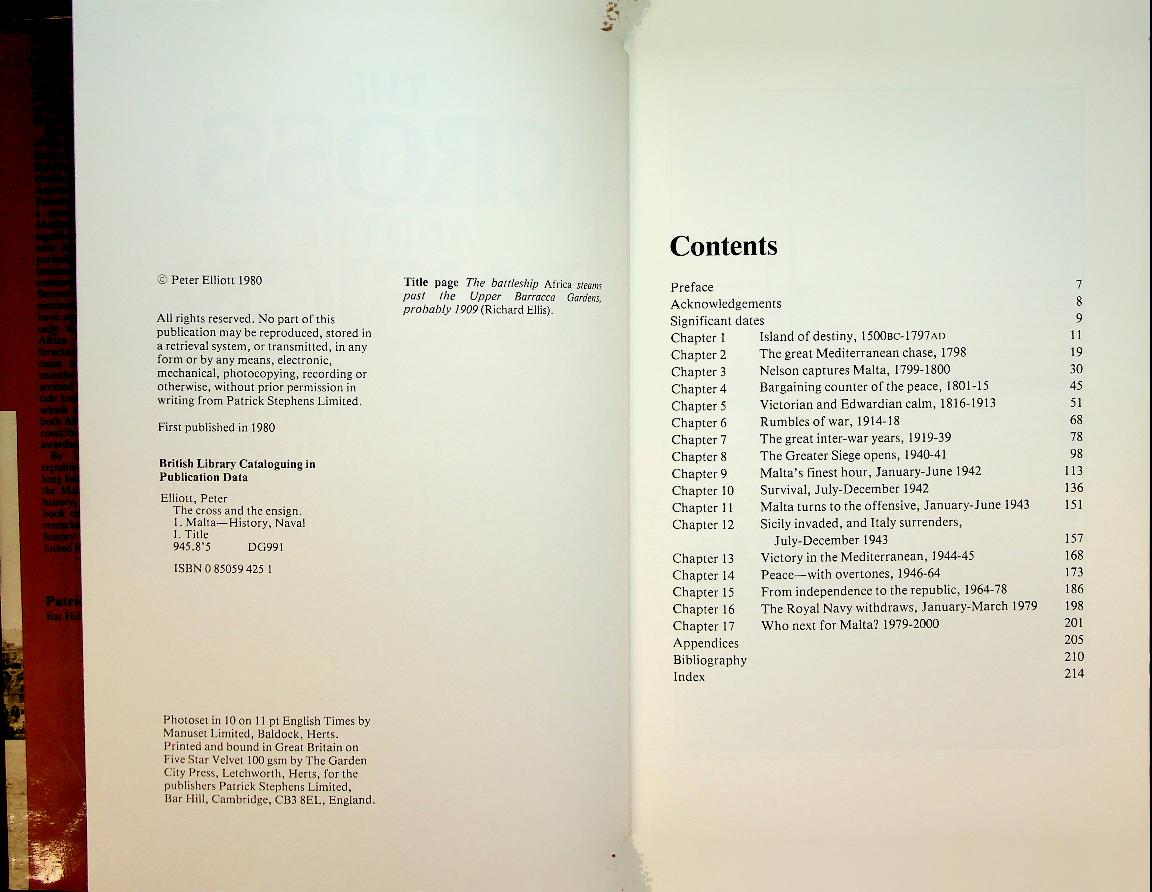 © Peter Elliott 1980
All rights reserved. No part of this
publication may be reproduced, stored in
a retrieval system, or transmitted, in any
form or by any means, electronic,
mechanical, photocopying, recording or
otherwise, without prior permission in
writing from Patrick Stephens Limited.
First published in 1980
British Library Cataloguing in
Publication Data
Elliott, Peter
The cross and the ensign.
1. Malta—History, Naval
I. Title
945.8'5 DG991
ISBN 0 85059 425 1
Photoset in 10 on 11 pt English Times by
Manuset Limited, Baldock, Herts.
Printed and bound in Great Britain on
Five Star Velvet 100 gsm by The Garden
City Press, Letchworth, Herts, for the
publishers Patrick Stephens Limited,
Bar Hill, Cambridge, CB3 8EL, England.
Title page The battleship Africa steams
past the Upper Barracca Gardens,
probably 1909 (Richard Ellis).
Contents
Preface 7
Acknowledgements 8
Significant dates 9
Chapter 1 Island of destiny, 1500BC-1797AD 11
Chapter 2 The great Mediterranean chase, 1798 19
Chapter 3 Nelson captures Malta, 1799-1800 30
Chapter 4 Bargaining counter of the peace, 1801-15 45
Chapter 5 Victorian and Edwardian calm, 1816-1913 51
Chapter 6 Rumbles of war, 1914-18 68
Chapter 7 The great inter-war years, 1919-39 78
Chapter 8 The Greater Siege opens, 1940-41 98
Chapter 9 Malta's finest hour, January-June 1942 113
Chapter 10 Survival, July-December 1942 136
Chapter 11 Malta turns to the offensive, January-June 1943 151
Chapter 12 Sicily invaded, and Italy surrenders,
July-December 1943 157
Chapter 13 Victory in the Mediterranean, 1944-45 168
Chapter 14 Peace—with overtones, 1946-64 173
Chapter 15 From independence to the republic, 1964-78 186
Chapter 16 The Royal Navy withdraws, January-March 1979 198
Chapter 17 Who next for Malta? 1979-2000 201
Appendices 205
Bibliography 210
Index 214